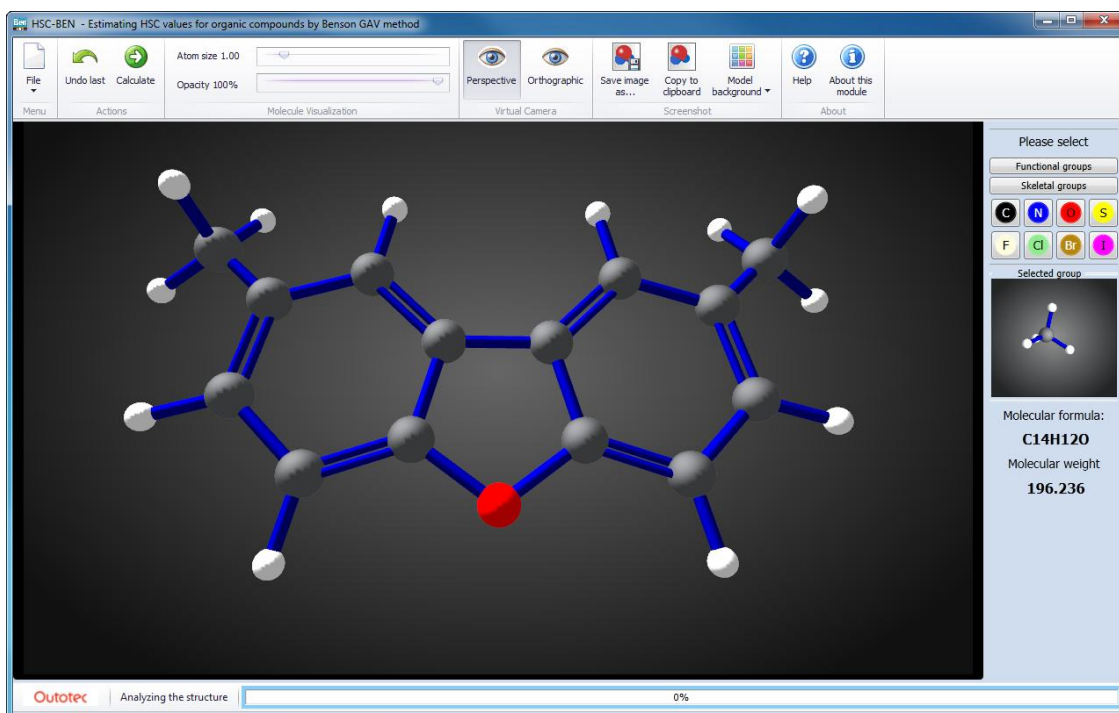 Ben HSC-BEN - Estimating HSC values for organic compounds by Benson GAV method
File
Undo last
Calculate
Atom size 1.00
Opacity 100%
Perspective
Orthographic
Save image
as...
Copy to
clipboard
Model
background
Help
About this
module
Menu
Actions
Molecule Visualization
Virtual Camera
Screenshot
About
Please select
Functional groups
Skeletal groups
C N O S
F Cl Br I
Selected group
Molecular formula:
C14H12O
Molecular weight
196.236
Outotec
Analyzing the structure
0%